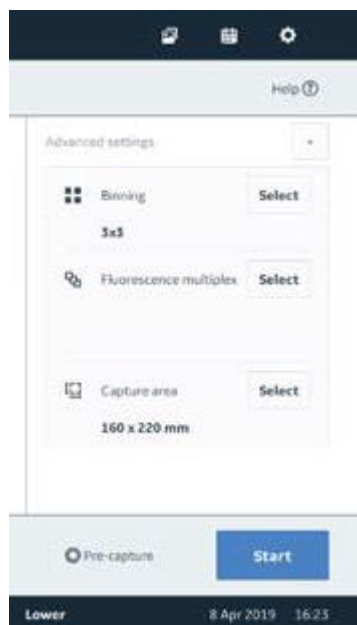 Help ?
Advanced settings
Binning
Select
3x3
Fluorescence multiplex
Select
Capture area
Select
160 x 220 mm
Pre-capture
Start
Lower
8 Apr 2019
16:23